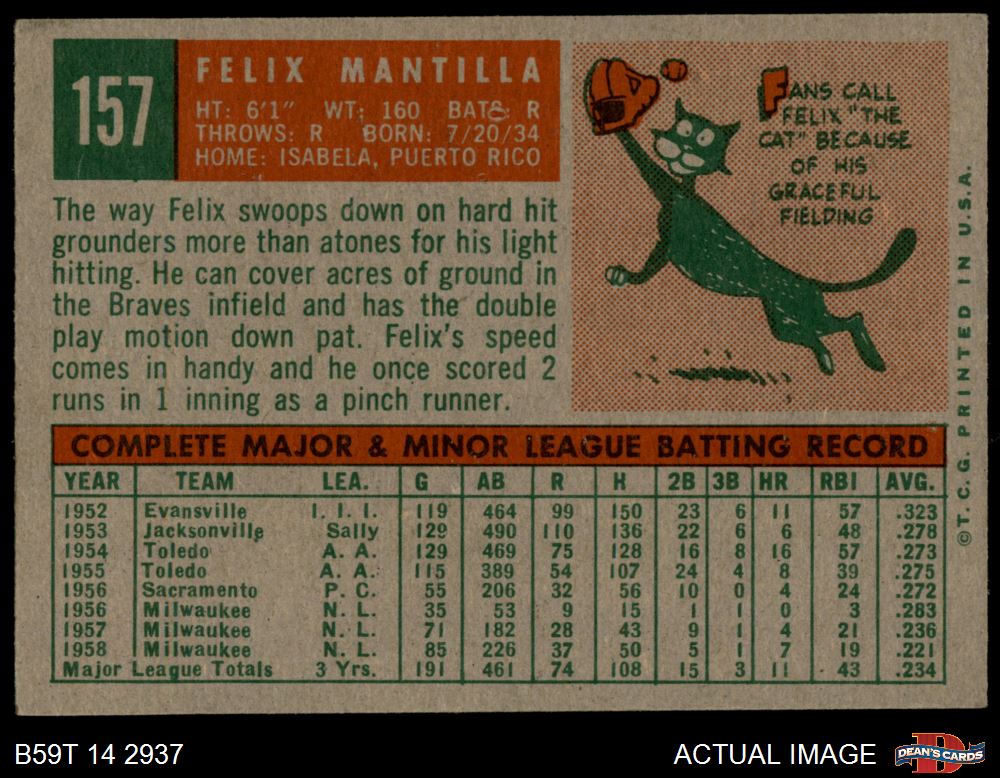 157
FELIX MANTILLA
HT: 6'1" WT: 160 BATS: R
THROWS: R BORN: 7/20/34
HOME: ISABELA, PUERTO RICO
FANS CALL
FELIX "THE
CAT" BECAUSE
OF HIS
GRACEFUL
FIELDING
The way Felix swoops down on hard hit
grounders more than atones for his light
hitting. He can cover acres of ground in
the Braves infield and has the double
play motion down pat. Felix's speed
comes in handy and he once scored 2
runs in 1 inning as a pinch runner.
©T. C. G. PRINTED IN U.S.A.
COMPLETE MAJOR & MINOR LEAGUE BATTING RECORD
YEAR TEAM LEA. G AB R H 2B 3B HR RBI AVG.
1952 Evansville I. I. I. 119 464 99 150 23 6 11 57 .323
1953 Jacksonville Sally 129 490 110 136 22 6 6 48 .278
1954 Toledo A. A. 129 469 75 128 16 8 16 57 .273
1955 Toledo A. A. 115 389 54 107 24 4 8 39 .275
1956 Sacramento P. C. 55 206 32 56 10 0 4 24 .272
1956 Milwaukee N. L. 35 53 9 15 1 1 0 3 .283
1957 Milwaukee N. L. 71 182 28 43 9 1 4 21 .236
1958 Milwaukee N. L. 85 226 37 50 5 1 7 19 .221
Major League Totals 3 Yrs. 191 461 74 108 15 3 11 43 .234
B59T 14 2937
ACTUAL IMAGE
DEAN'S CARDS